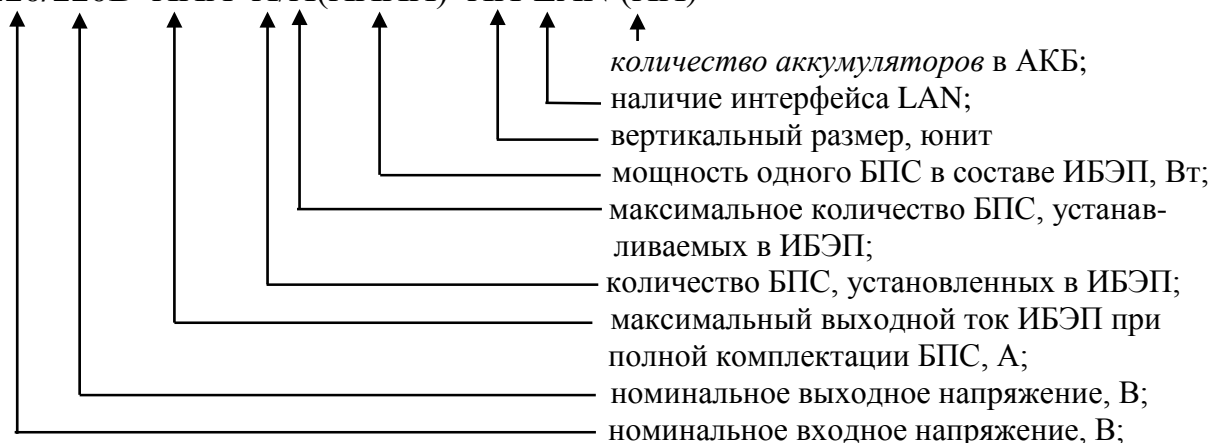 количество аккумуляторов в АКБ;
наличие интерфейса LAN;
вертикальный размер, юнит
мощность одного БПС в составе ИБЭП, Вт;
максимальное количество БПС, устанав-
ливаемых в ИБЭП;
количество БПС, установленных в ИБЭП;
максимальный выходной ток ИБЭП при
полной комплектации БПС, А;
номинальное выходное напряжение, В;
номинальное входное напряжение, В;